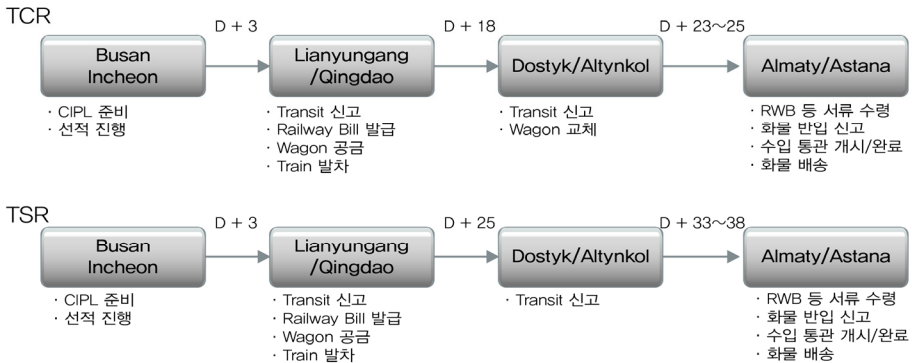 TCR
D + 3
D + 18
D + 23～25
Busan
Incheon
Lianyungang
/Qingdao
Dostyk/Altynkol
Almaty/Astana
· CIPL 준비
· 선적 진행
· Transit 신고
· Railway Bill 발급
· Wagon 공금
· Train 발차
· Transit 신고
· Wagon 교체
· RWB 등 서류 수령
· 화물 반입 신고
· 수입 통관 개시/완료
· 화물 배송
TSR
D + 3
D + 25
D + 33～38
Busan
Incheon
Lianyungang
/Qingdao
Dostyk/Altynkol
Almaty/Astana
· CIPL 준비
· 선적 진행
· Transit 신고
· Railway Bill 발급
· Wagon 공금
· Train 발차
· Transit 신고
· RWB 등 서류 수령
· 화물 반입 신고
· 수입 통관 개시/완료
· 화물 배송